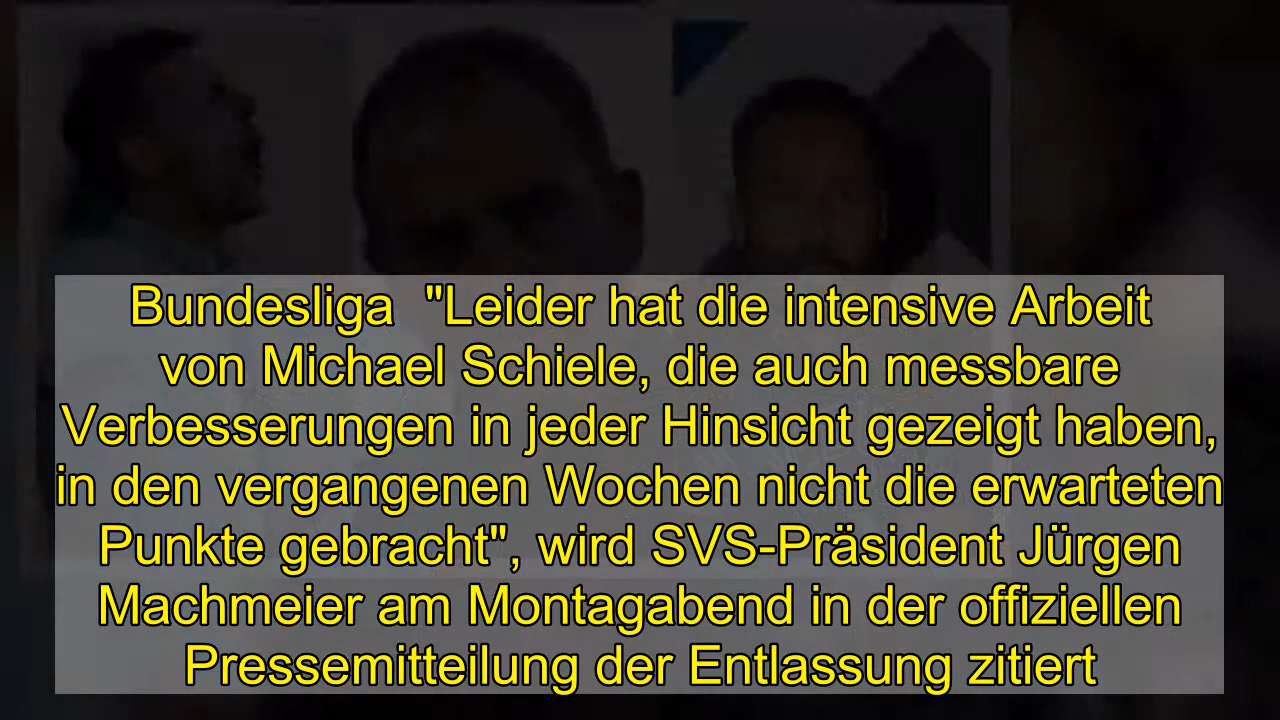 Bundesliga  "Leider hat die intensive Arbeit
von Michael Schiele, die auch messbare
Verbesserungen in jeder Hinsicht gezeigt haben,
in den vergangenen Wochen nicht die erwarteten
Punkte gebracht", wird SVS-Präsident Jürgen
Machmeier am Montagabend in der offiziellen
Pressemitteilung der Entlassung zitiert